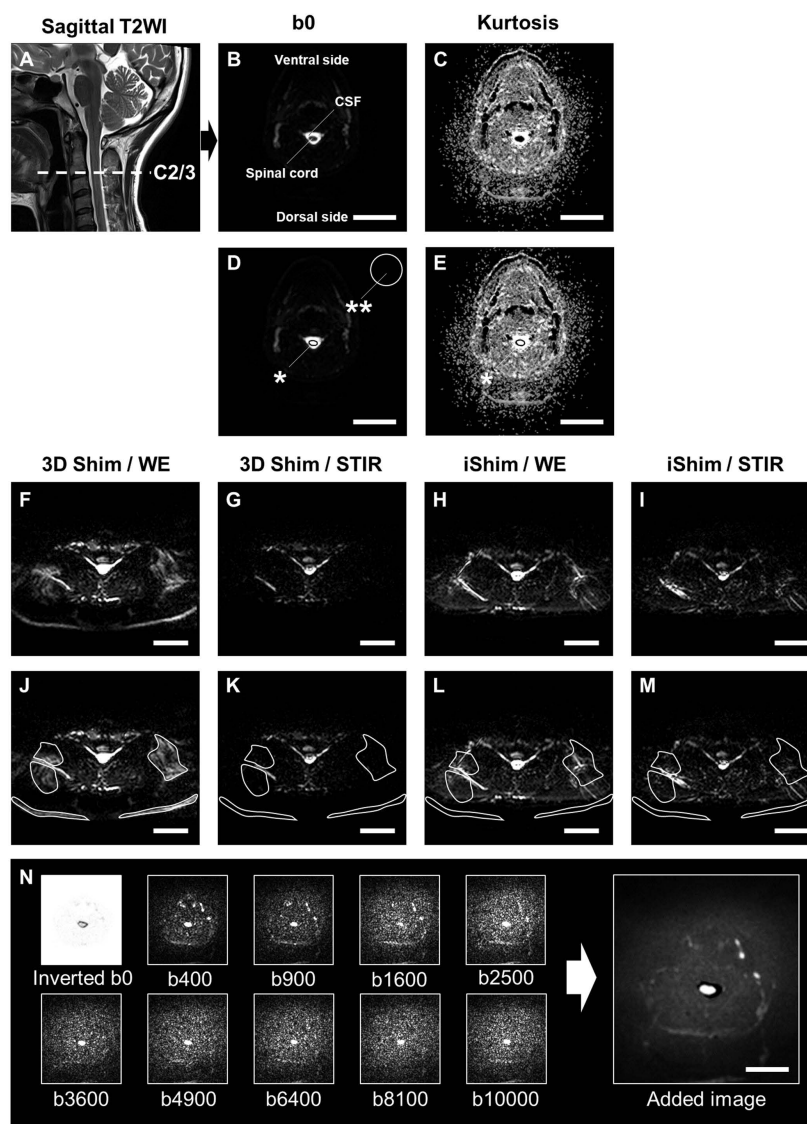 Sagittal T2WI b0 Kurtosis
A B C
Ventral side
CSF
C2/3
Spinal cord
Dorsal side
D E
**
* *
3D Shim / WE 3D Shim / STIR iShim / WE iShim / STIR
F G H I
J K L M
N
Inverted b0 b400 b900 b1600 b2500
b3600 b4900 b6400 b8100 b10000 Added image